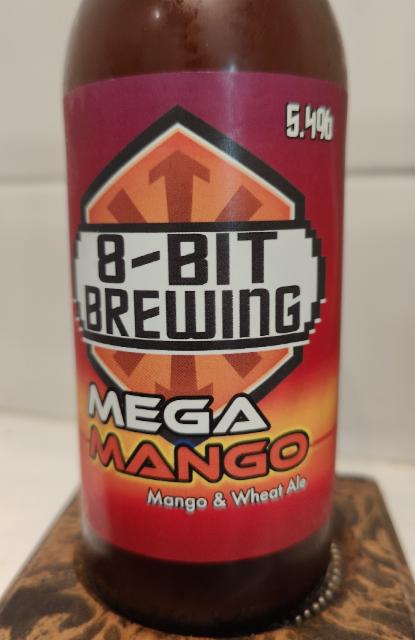 5.4%
8-BIT
BREWING
MEGA
MANGO
Mango & Wheat Ale